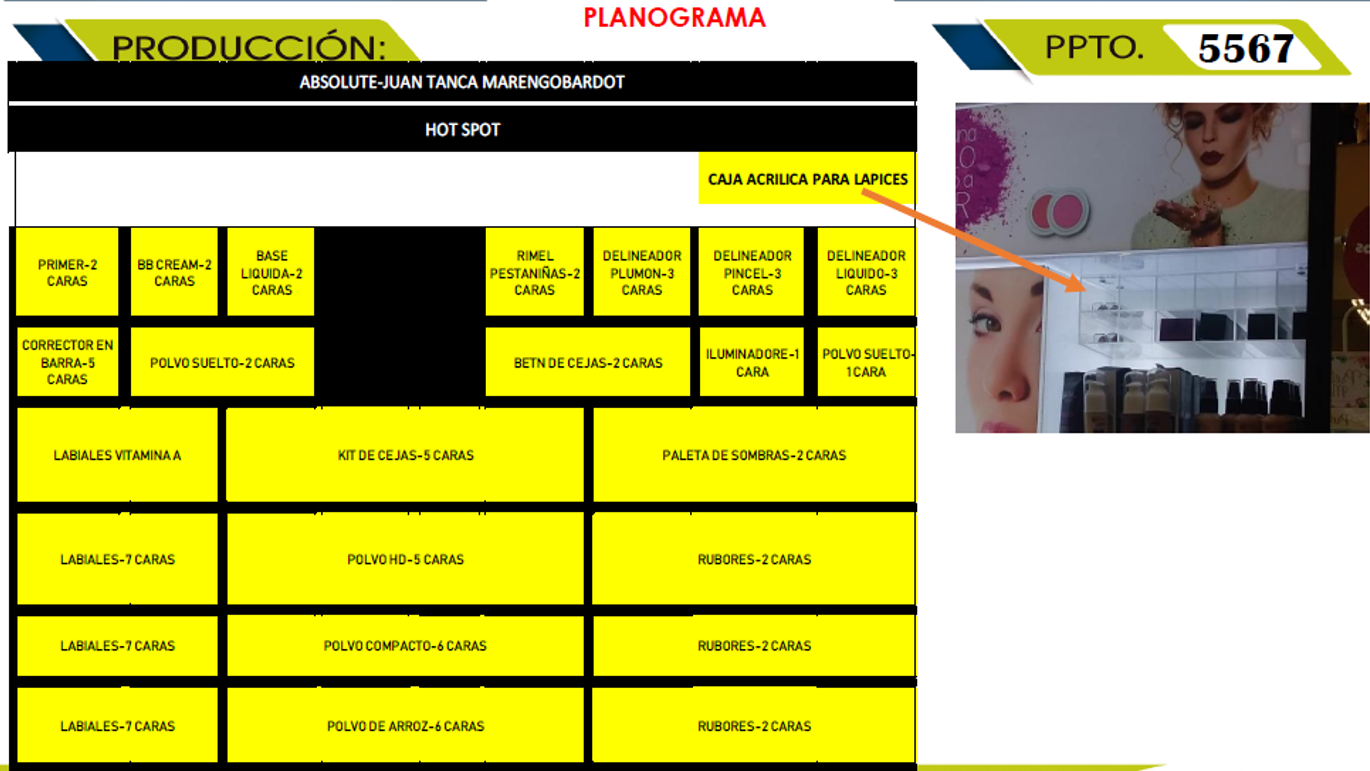 PLANOGRAMA
PRODUCCIÓN:
PPTO. 5567
ABSOLUTE-JUAN TANCA MARENGOBARDOT
HOT SPOT
CAJA ACRILICA PARA LAPICES
PRIMER-2
CARAS
BB CREAM-2
CARAS
BASE
LIQUIDA-2
CARAS
RIMEL
PESTANIÑAS-2
CARAS
DELINEADOR
PLUMON-3
CARAS
DELINEADOR
PINCEL-3
CARAS
DELINEADOR
LIQUIDO-3
CARAS
CORRECTOR EN
BARRA-5
CARAS
POLVO SUELTO-2 CARAS
BETN DE CEJAS-2 CARAS
ILUMINADORE-1
CARA
POLVO SUELTO-
1 CARA
LABIALES VITAMINA A
KIT DE CEJAS-5 CARAS
PALETA DE SOMBRAS-2 CARAS
LABIALES-7 CARAS
POLVO HD-5 CARAS
RUBORES-2 CARAS
LABIALES-7 CARAS
POLVO COMPACTO-6 CARAS
RUBORES-2 CARAS
LABIALES-7 CARAS
POLVO DE ARROZ-6 CARAS
RUBORES-2 CARAS